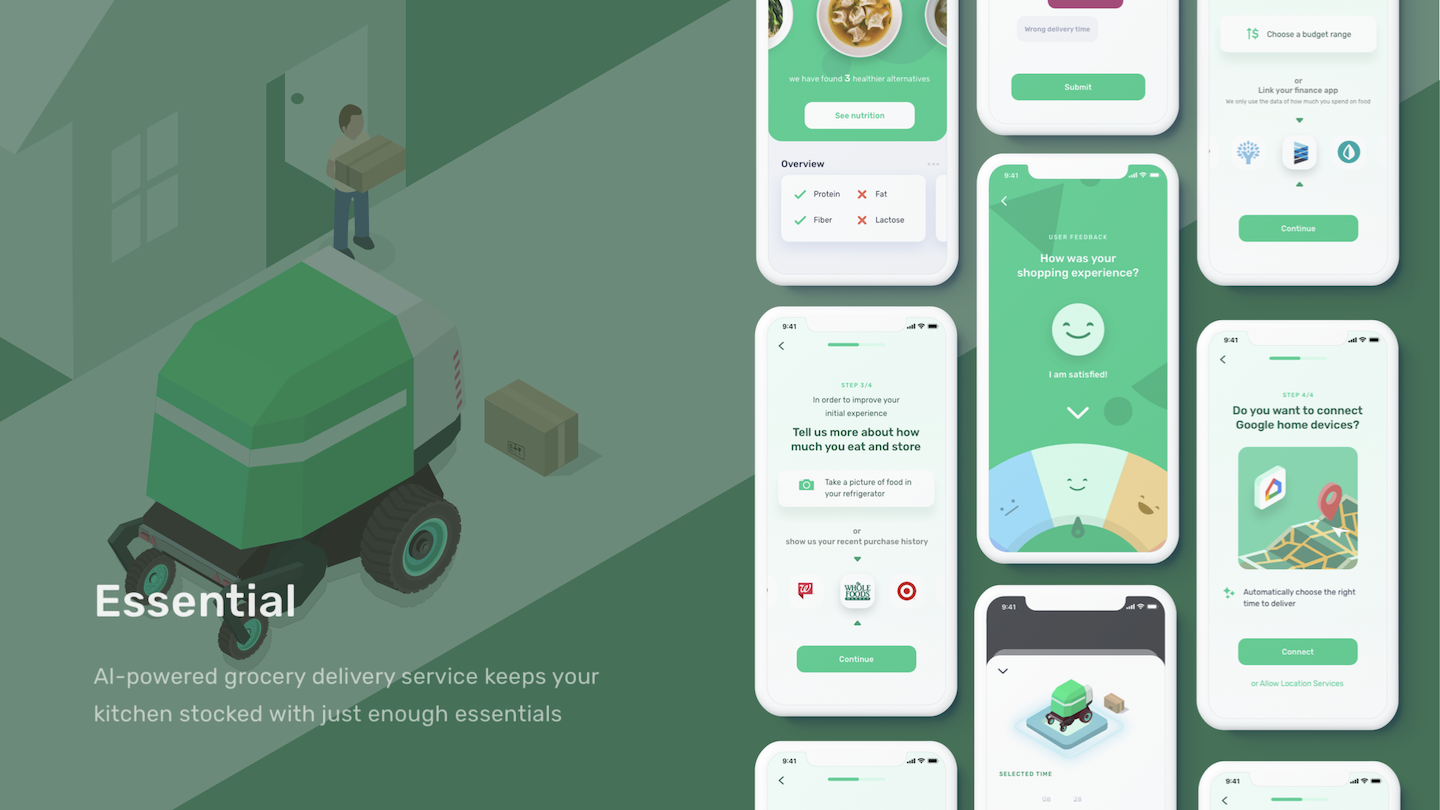 Essential
AI-powered grocery delivery service keeps your
kitchen stocked with just enough essentials
we have found 3 healthier alternatives
See nutrition
Overview
Protein
Fat
Fiber
Lactose
9:41
STEP 3/4
In order to improve your
initial experience
Tell us more about how
much you eat and store
Take a picture of food in
your refrigerator
or
show us your recent purchase history
W
WHOLE
FOODS
MARKET
Continue
9:41
Wrong delivery time
Submit
9:41
USER FEEDBACK
How was your
shopping experience?
I am satisfied!
9:41
SELECTED TIME
Choose a budget range
or
Link your finance app
We only use the data of how much you spend on food
Continue
9:41
STEP 4/4
Do you want to connect
Google home devices?
Automatically choose the right
time to deliver
Connect
or Allow Location Services
9:41